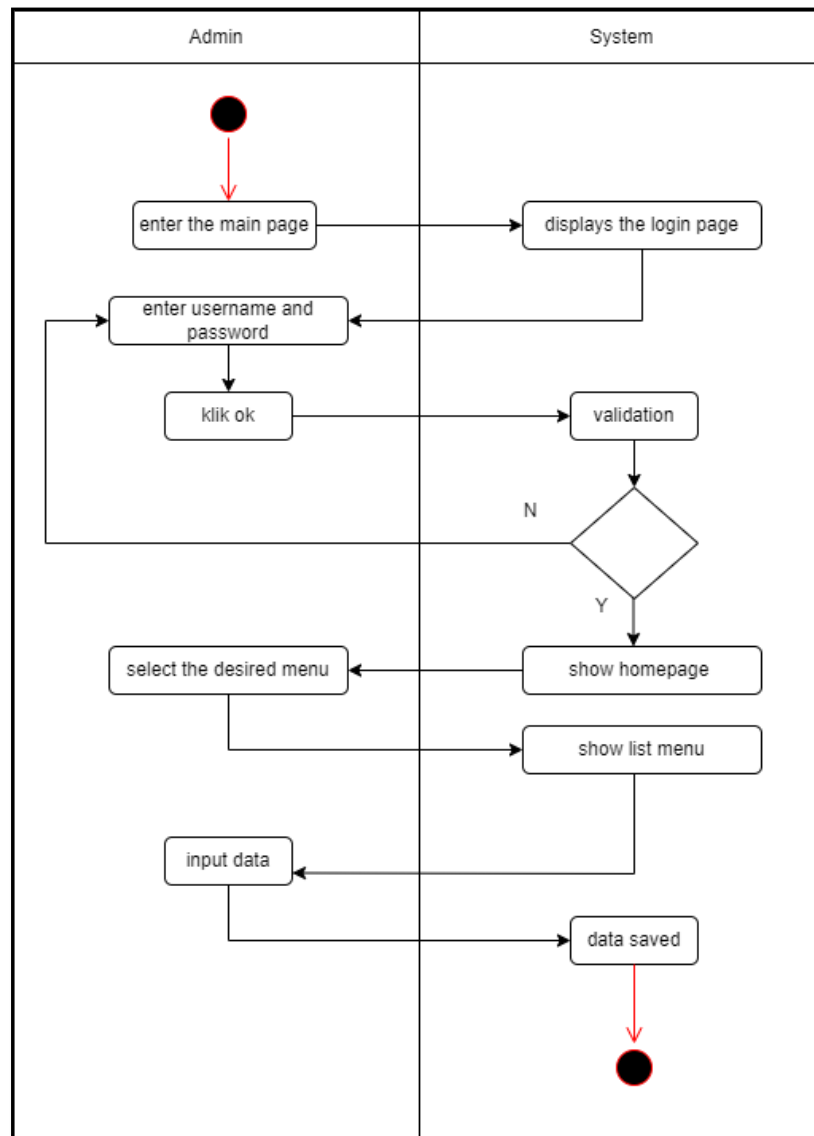 Admin
System
enter the main page
displays the login page
enter username and
password
klik ok
validation
N
Y
select the desired menu
show homepage
show list menu
input data
data saved